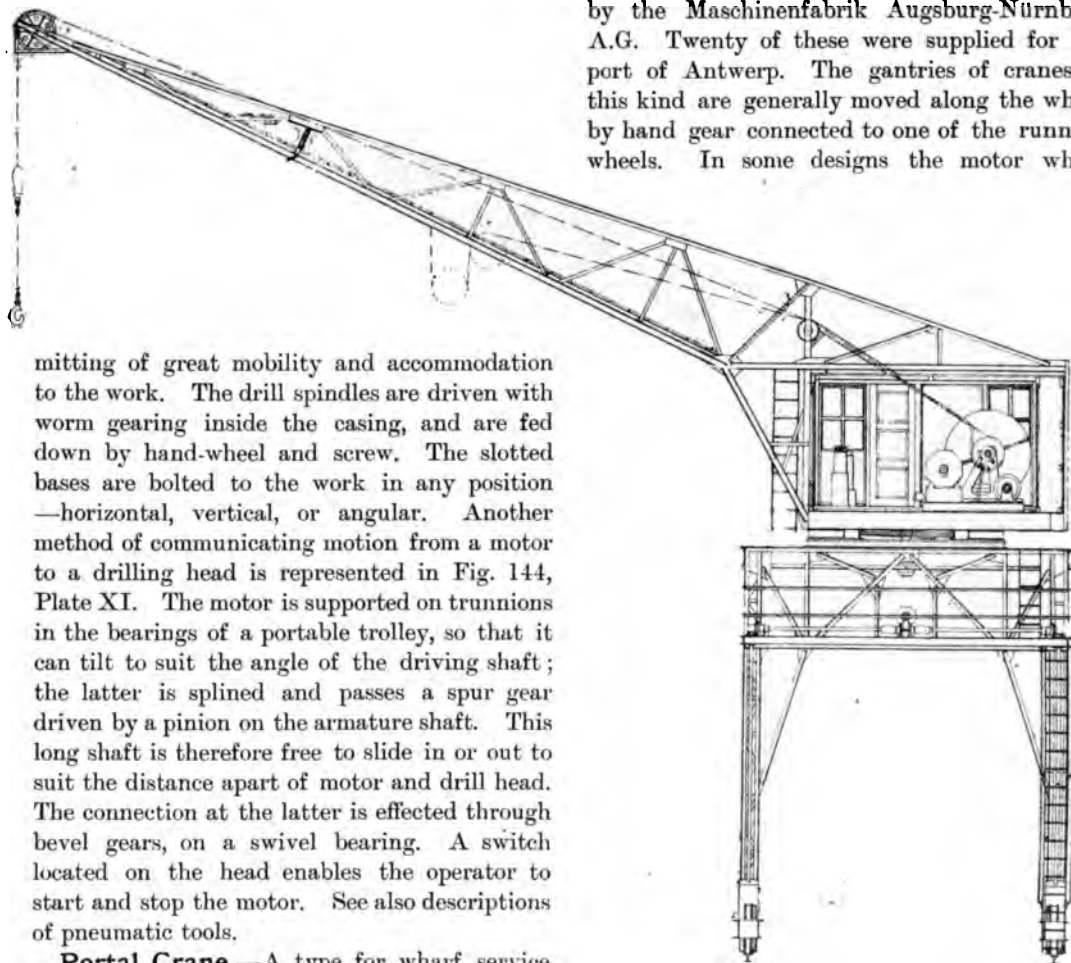 mitting of great mobility and accommodation
to the work. The drill spindles are driven with
worm gearing inside the casing, and are fed
down by hand-wheel and screw. The slotted
bases are bolted to the work in any position
—horizontal, vertical, or angular. Another
method of communicating motion from a motor
to a drilling head is represented in Fig. 144,
Plate XI. The motor is supported on trunnions
in the bearings of a portable trolley, so that it
can tilt to suit the angle of the driving shaft;
the latter is splined and passes a spur gear
driven by a pinion on the armature shaft. This
long shaft is therefore free to slide in or out to
suit the distance apart of motor and drill head.
The connection at the latter is effected through
bevel gears, on a swivel bearing. A switch
located on the head enables the operator to
start and stop the motor. See also descriptions
of pneumatic tools.
Portal Crane.—A type for wharf service
by the Maschinenfabrik Augsburg-Nürnb
A.G. Twenty of these were supplied for
port of Antwerp. The gantries of cranes
this kind are generally moved along the wh
by hand gear connected to one of the runn
wheels. In some designs the motor wh